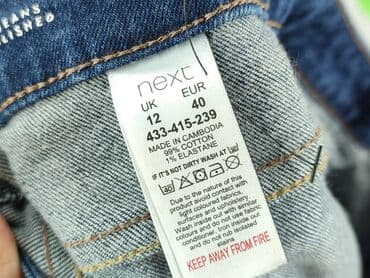 JEANS
LISHED
next
UK EUR
12 40
433-415-239
MADE IN CAMBODIA
99% COTTON
1% ELASTANE
IF IT'S NOT DIRTY WASH AT 30
40
Due to the nature of this
product avoid contact with
light coloured fabrics,
surfaces and upholstery.
Wash inside out with similar
colours and do not use fabric
conditioner. Iron inside out
and do not rub isolated
stains
KEEP AWAY FROM FIRE